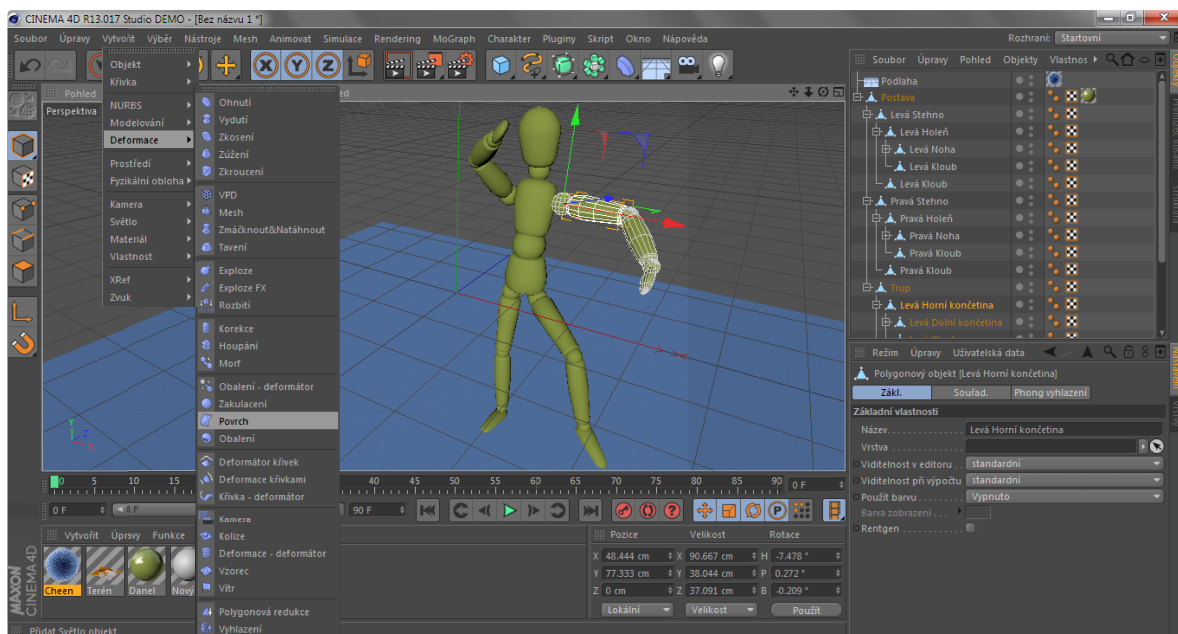 CINEMA 4D R13.017 Studio DEMO - [Bez názvu 1 *]
Soubor Úpravy Vytvořit Výběr Nástroje Mesh Animovat Simulace Rendering MoGraph Charakter Pluginy Skript Okno Nápověda
Rozhraní: Startovní
Objekt
Křivka
NURBS
Modelování
Deformace
Prostředí
Fyzikální obloha
Kamera
Světlo
Materiál
Vlastnost
XRef
Zvuk
Ohnutí
Vydutí
Zkosení
Zúžení
Zkroucení
VPD
Mesh
Zmáčknout&Natáhnout
Tavení
Exploze
Exploze FX
Rozbití
Korekce
Houpání
Morf
Obalení - deformátor
Zakulacení
Povrch
Obalení
Deformátor křivek
Deformace křivkami
Křivka - deformátor
Kamera
Kolize
Deformace - deformátor
Vzorec
Vítr
Polygonová redukce
Vyhlazení
Pohled
Perspektiva
Y
Z
X
0 5 10 15 40 45 50 55 60 65 70 75 80 85 90 0 F
0 F 0 F 90 F
Vytvořit Úpravy Funkce
Cheen Terén Danel Nový
MAXON
CINEMA 4D
Přidat Světlo objekt
Pozice Velikost Rotace
X 48.444 cm X 90.667 cm H -7.478 °
Y 77.333 cm Y 38.044 cm P 0.272 °
Z 0 cm Z 37.091 cm B -0.209 °
Lokální Velikost Použít
Soubor Úpravy Pohled Objekty Vlastnos
Podlaha
Postava
Levá Stehno
Levá Holeň
Levá Noha
Levá Kloub
Levá Kloub
Pravá Stehno
Pravá Holeň
Pravá Noha
Pravá Kloub
Pravá Kloub
Trup
Levá Horní končetina
Levá Dolní končetina
Režim Úpravy Uživatelská data
Polygonový objekt [Levá Horní končetina]
Zákl. Souřad. Phong vyhlazení
Základní vlastnosti
Název Levá Horní končetina
Vrstva
Viditelnost v editoru standardní
Viditelnost při výpočtu standardní
Použít barvu Vypnuto
Barva zobrazení
Rentgen